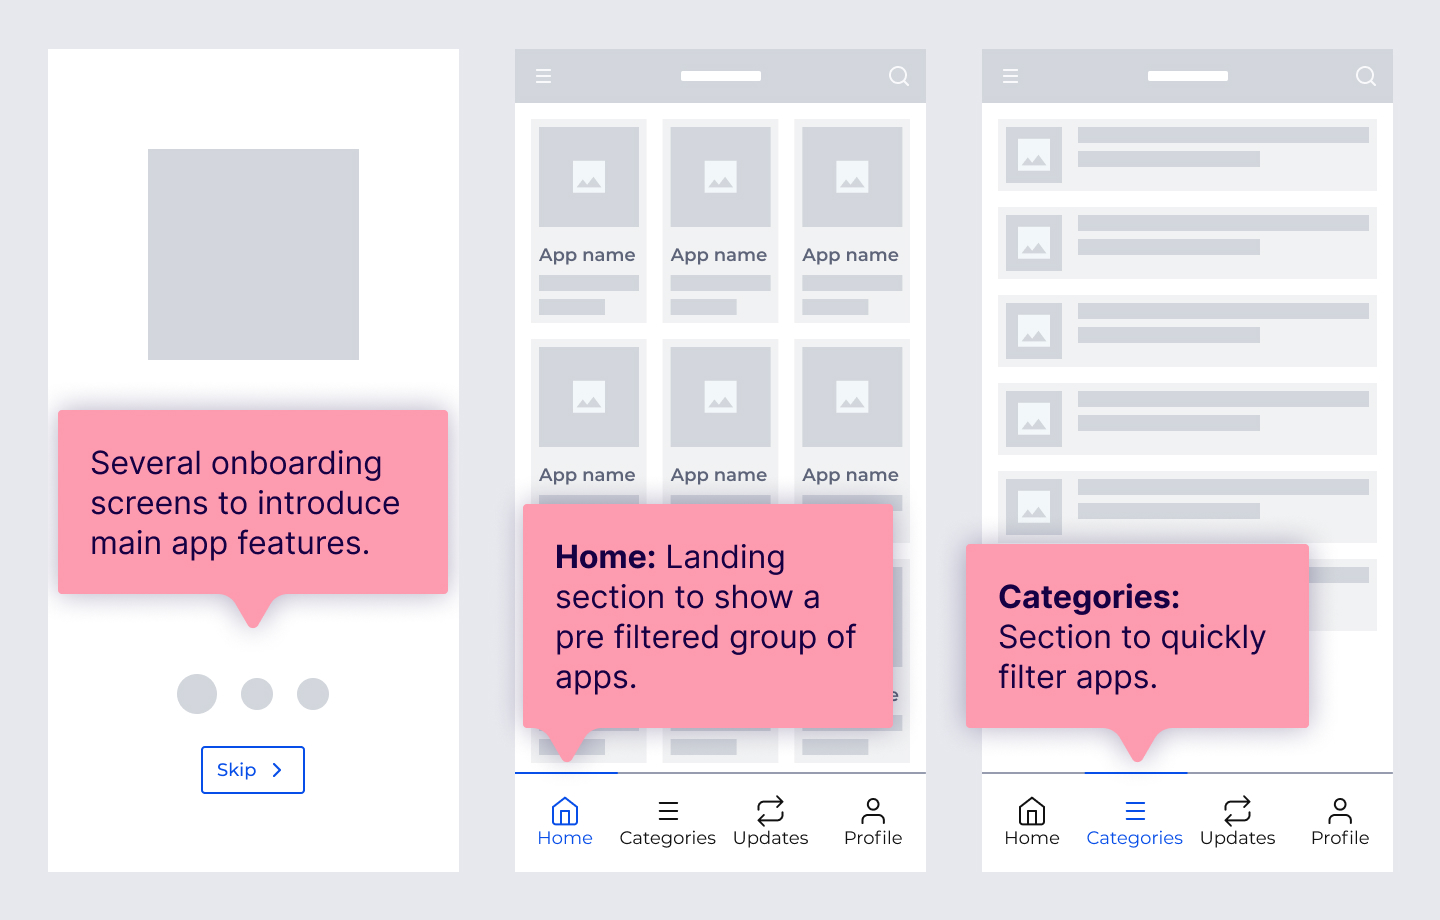 Several onboarding
screens to introduce
main app features.
Skip
App name
App name
App name
App name
App name
App name
Home: Landing
section to show a
pre filtered group of
apps.
Home
Categories
Updates
Profile
Categories:
Section to quickly
filter apps.
Home
Categories
Updates
Profile